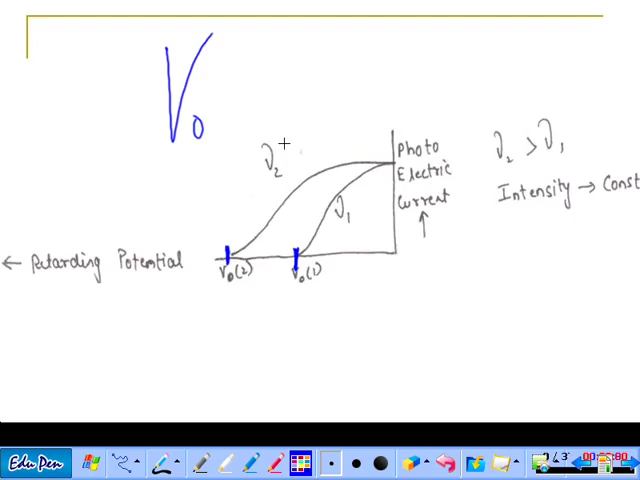 V0
ν2
Photo
Electric
Current
↑
ν1
ν2 > ν1
Intensity → Const
← Retarding Potential
V0(2)
V0(1)
Edu Pen